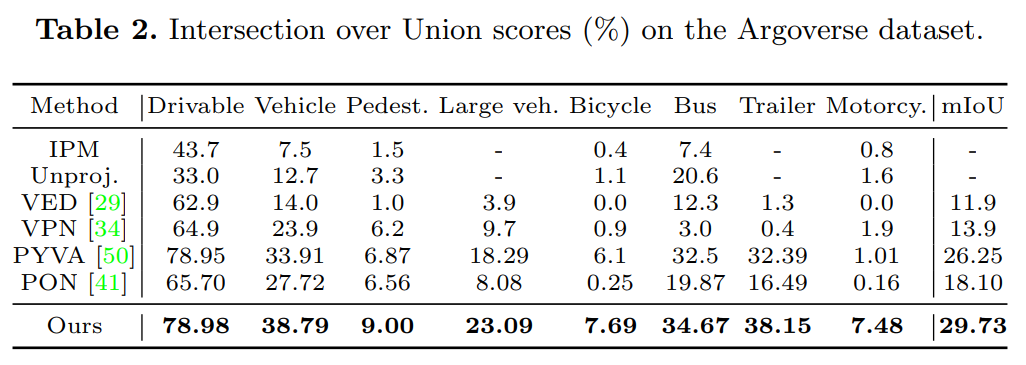 Table 2. Intersection over Union scores (%) on the Argoverse dataset.
Method Drivable Vehicle Pedest. Large veh. Bicycle Bus Trailer Motorcy. mIoU
IPM 43.7 7.5 1.5 - 0.4 7.4 - 0.8 -
Unproj. 33.0 12.7 3.3 - 1.1 20.6 - 1.6 -
VED [29] 62.9 14.0 1.0 3.9 0.0 12.3 1.3 0.0 11.9
VPN [34] 64.9 23.9 6.2 9.7 0.9 3.0 0.4 1.9 13.9
PYVA [50] 78.95 33.91 6.87 18.29 6.1 32.5 32.39 1.01 26.25
PON [41] 65.70 27.72 6.56 8.08 0.25 19.87 16.49 0.16 18.10
Ours 78.98 38.79 9.00 23.09 7.69 34.67 38.15 7.48 29.73